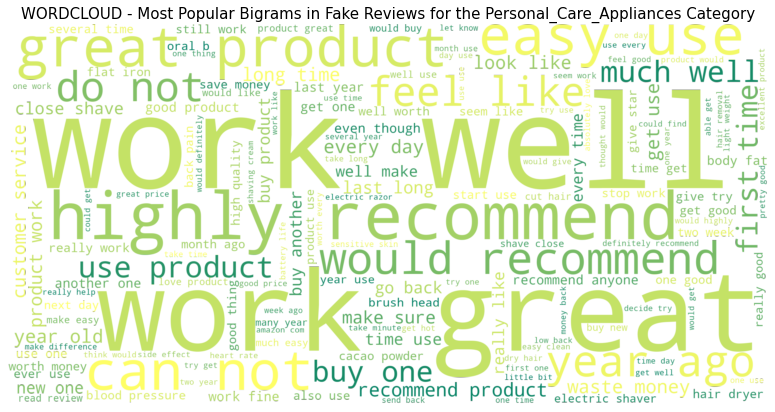 WORDCLOUD - Most Popular Bigrams in Fake Reviews for the Personal_Care_Appliances Category
great product
easy use
several time
still work
product great
would buy
let know
one day
oral b
one thing
month use
day use
use every
feel good
product would
do not
feel like
look like
much well
one work
flat iron
long time
save money
would like
last year
well use
use time
seem work
try use
close shave
good product
get one
well worth
seem like
give star
get use
could find
one year
hair removal
light weight
able get
excellent product
work well
even though
several year
take long
every day
well make
last long
would give
every time
thought would
time get
body fat
first time
pretty good
customer service
product work
back pain
would definitely
high quality
buy product
shaving cream
work like
highly recommend
great price
electric razor
start use
cut hair
stop work
give try
get good
would highly
two week
could get
really work
month ago
battery life
product use
sensitive skin
would recommend
shave close
definitely recommend
use product
another one
love product
good price
buy another
year use
go back
brush head
recommend anyone
one good
really good
really help
next day
make easy
year old
good thing
week ago
many year
amazon com
much easy
work great
make sure
take minute
get hot
time use
really like
try one
easy clean
low back
money back
decide try
buy new
would get
make difference
use one
think would
side effect
heart rate
cacao powder
year ago
time day
get well
worth money
ever use
can not
try get
two year
buy one
dry hair
first one
little bit
waste money
new one
read review
blood pressure
work fine
also use
send back
recommend product
one time
electric shaver
hair dryer